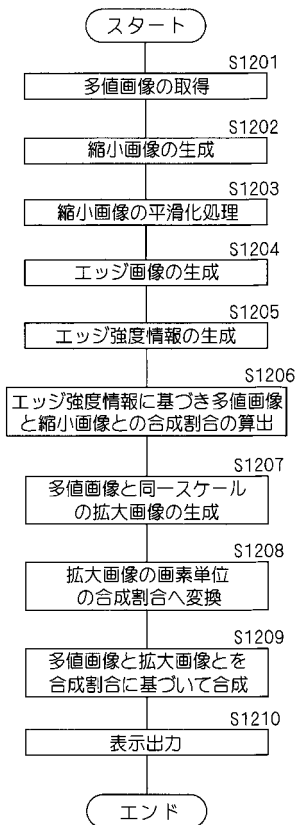 スタート
S1201
多値画像の取得
S1202
縮小画像の生成
S1203
縮小画像の平滑化処理
S1204
エッジ画像の生成
S1205
エッジ強度情報の生成
S1206
エッジ強度情報に基づき多値画像
と縮小画像との合成割合の算出
S1207
多値画像と同一スケール
の拡大画像の生成
S1208
拡大画像の画素単位
の合成割合へ変換
S1209
多値画像と拡大画像とを
合成割合に基づいて合成
S1210
表示出力
エンド